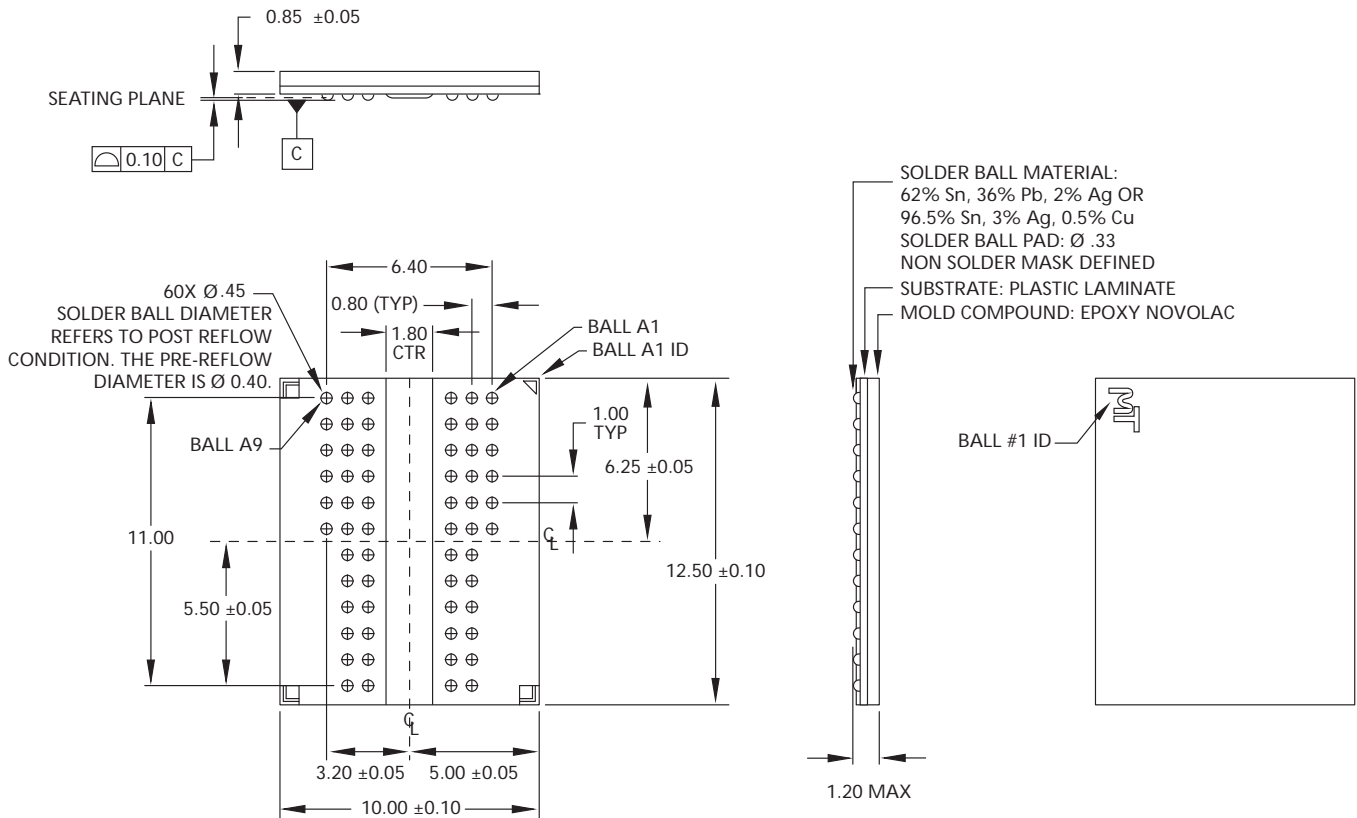 0.85 ±0.05
SEATING PLANE
0.10 C
C
SOLDER BALL MATERIAL:
62% Sn, 36% Pb, 2% Ag OR
96.5% Sn, 3% Ag, 0.5% Cu
SOLDER BALL PAD: Ø .33
NON SOLDER MASK DEFINED
SUBSTRATE: PLASTIC LAMINATE
MOLD COMPOUND: EPOXY NOVOLAC
6.40
60X Ø.45
SOLDER BALL DIAMETER
REFERS TO POST REFLOW
CONDITION. THE PRE-REFLOW
DIAMETER IS Ø 0.40.
0.80 (TYP)
1.80
CTR
BALL A1
BALL A1 ID
BALL A9
1.00
TYP
6.25 ±0.05
BALL #1 ID
MT
11.00
CL
12.50 ±0.10
5.50 ±0.05
CL
3.20 ±0.05
5.00 ±0.05
10.00 ±0.10
1.20 MAX